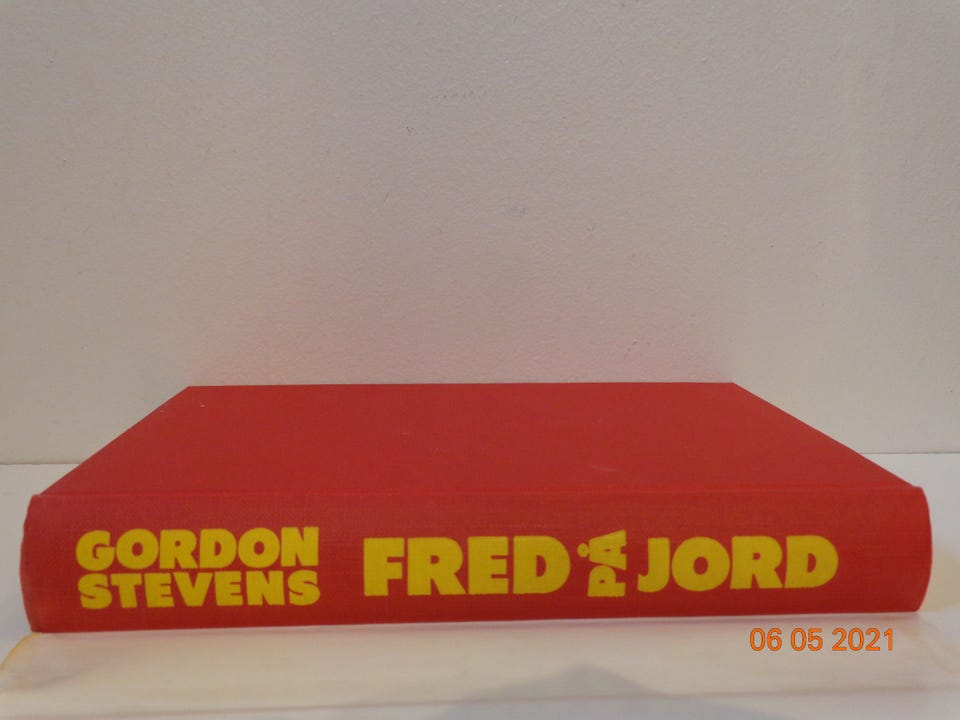 GORDON
STEVENS
FRED PÅ JORD
06 05 2021